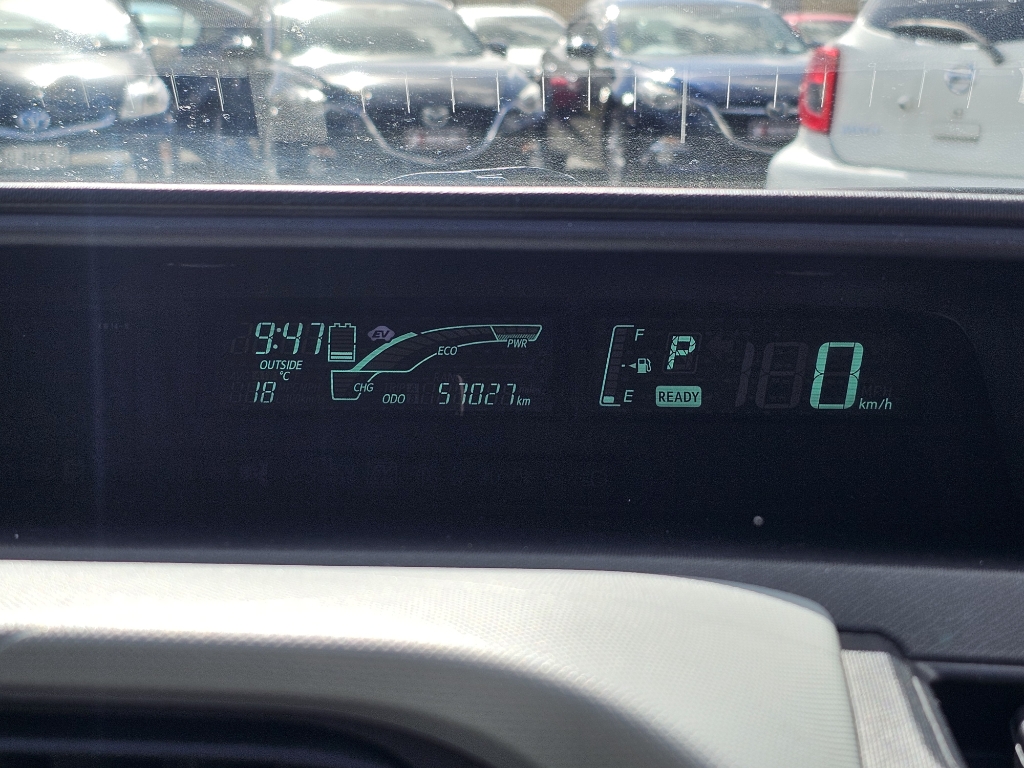 9:47
EV
OUTSIDE
°C
18
ECO
PWR
CHG
ODO 57027 km
F
E
P
READY
0 km/h